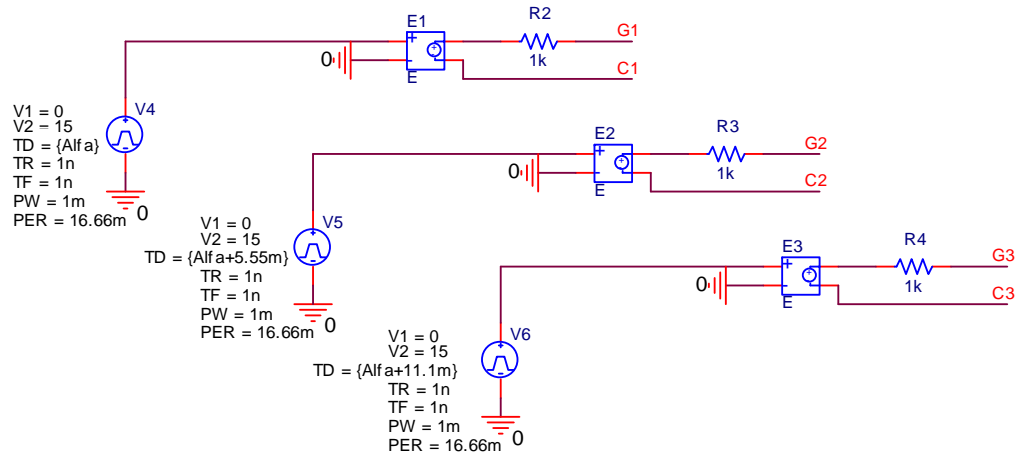 E1
R2
G1
0
1k
C1
E
V4
V1 = 0
V2 = 15
TD = {Alfa}
TR = 1n
TF = 1n
PW = 1m
PER = 16.66m
0
E2
R3
G2
0
1k
C2
E
V5
V1 = 0
V2 = 15
TD = {Alfa+5.55m}
TR = 1n
TF = 1n
PW = 1m
PER = 16.66m
0
E3
R4
G3
0
1k
C3
E
V6
V1 = 0
V2 = 15
TD = {Alfa+11.1m}
TR = 1n
TF = 1n
PW = 1m
PER = 16.66m
0